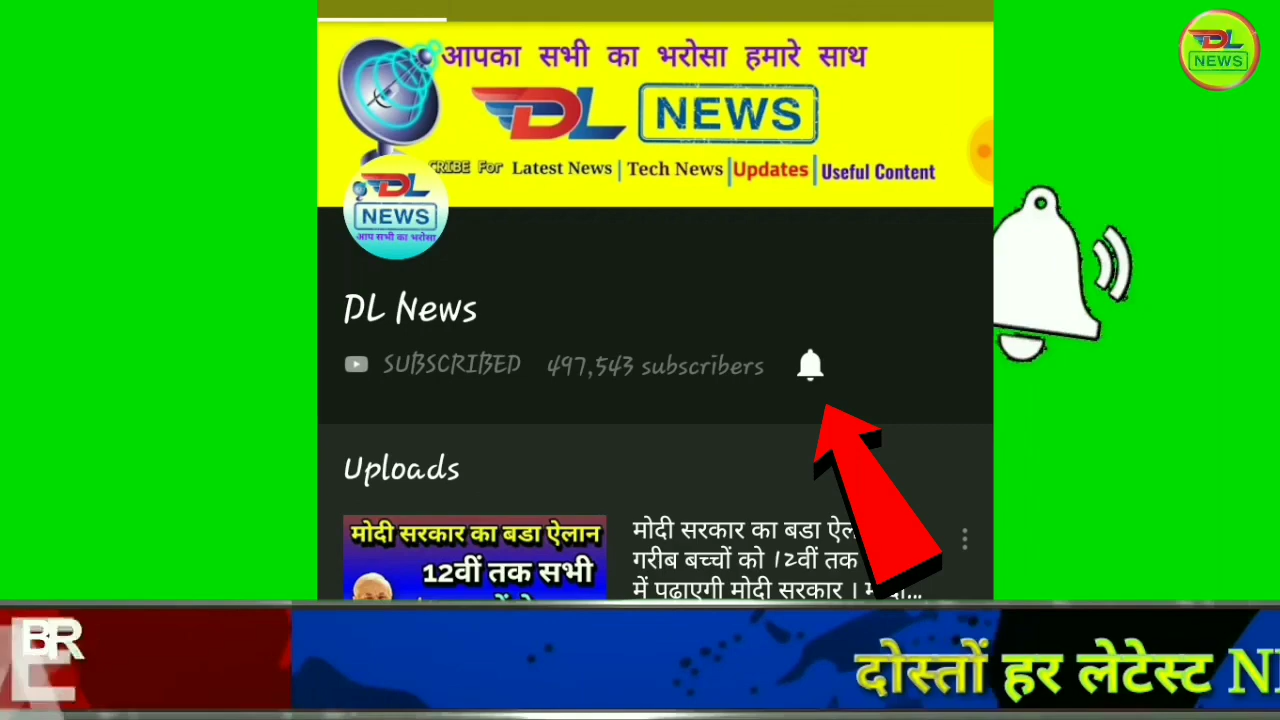 आपका सभी का भरोसा हमारे साथ
DL NEWS
DL
NEWS
For Latest News | Tech News | Updates | Useful Content
DL
NEWS
आप सभी का भरोसा
DL News
SUBSCRIBED 497,543 subscribers
Uploads
मोदी सरकार का बडा ऐलान
12वीं तक सभी
मोदी सरकार का बडा
गरीब बच्चों को 12वीं तक
में पढाएगी मोदी सरकार ।
BR
दोस्तों हर लेटेस्ट